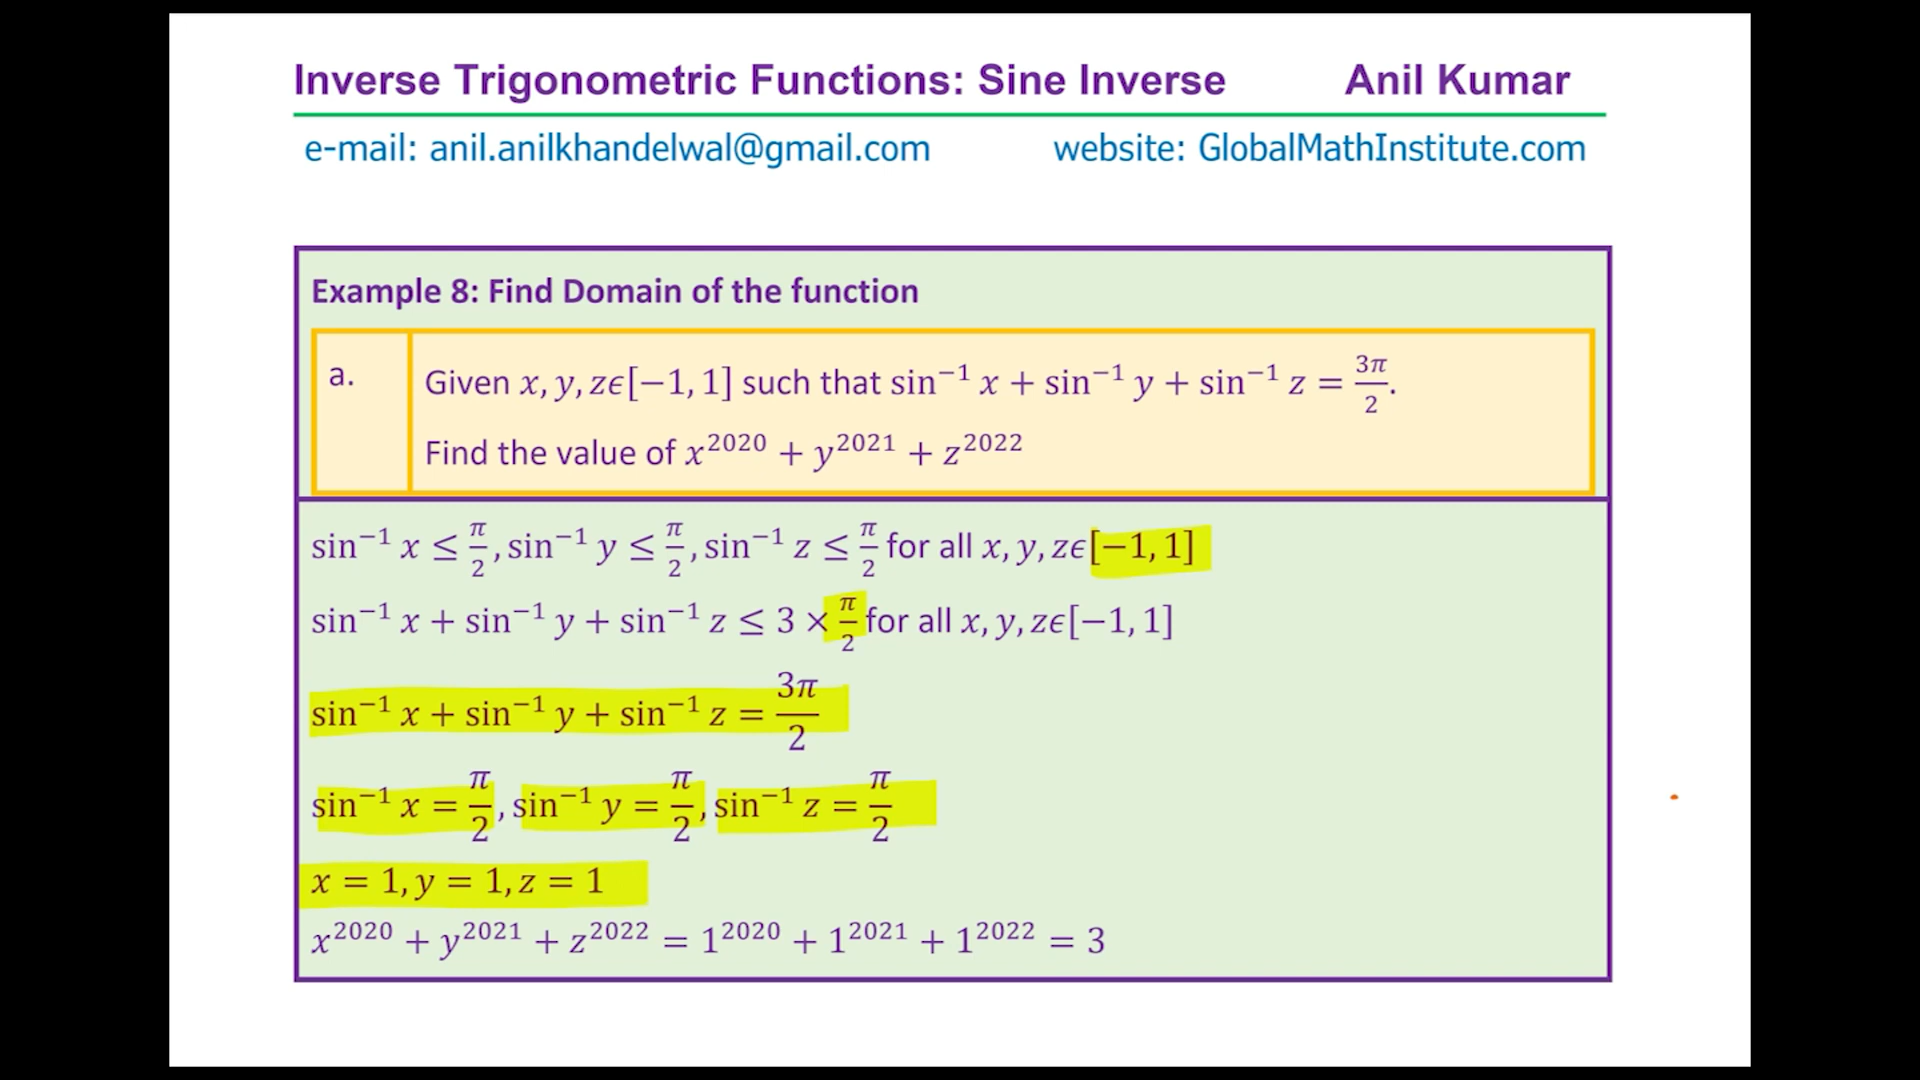 Inverse Trigonometric Functions: Sine Inverse Anil Kumar
e-mail: anil.anilkhandelwal@gmail.com website: GlobalMathInstitute.com
Example 8: Find Domain of the function
a. Given x, y, zϵ[−1, 1] such that sin⁻¹ x + sin⁻¹ y + sin⁻¹ z = 3π/2.
Find the value of x²⁰²⁰ + y²⁰²¹ + z²⁰²²
sin⁻¹ x ≤ π/2, sin⁻¹ y ≤ π/2, sin⁻¹ z ≤ π/2 for all x, y, zϵ[−1, 1]
sin⁻¹ x + sin⁻¹ y + sin⁻¹ z ≤ 3 × π/2 for all x, y, zϵ[−1, 1]
sin⁻¹ x + sin⁻¹ y + sin⁻¹ z = 3π/2
sin⁻¹ x = π/2, sin⁻¹ y = π/2, sin⁻¹ z = π/2
x = 1, y = 1, z = 1
x²⁰²⁰ + y²⁰²¹ + z²⁰²² = 1²⁰²⁰ + 1²⁰²¹ + 1²⁰²² = 3